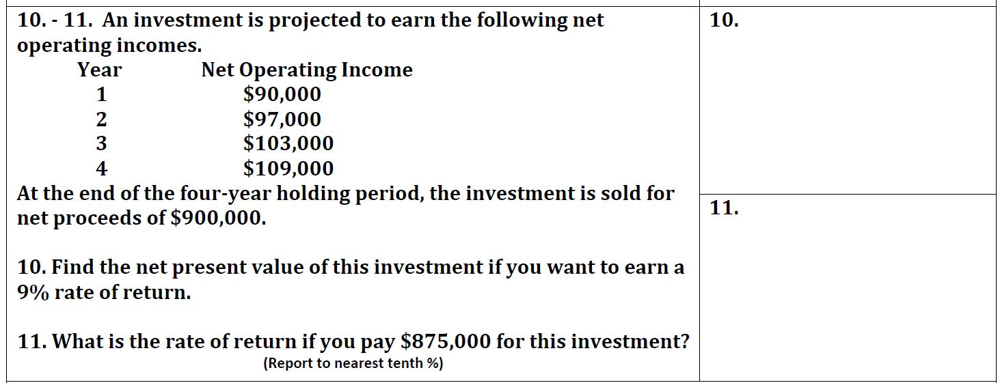 10. - 11. An investment is projected to earn the following net
operating incomes.
Year Net Operating Income
1 $90,000
2 $97,000
3 $103,000
4 $109,000
At the end of the four-year holding period, the investment is sold for
net proceeds of $900,000.
10. Find the net present value of this investment if you want to earn a
9% rate of return.
11. What is the rate of return if you pay $875,000 for this investment?
(Report to nearest tenth %)
10.
11.